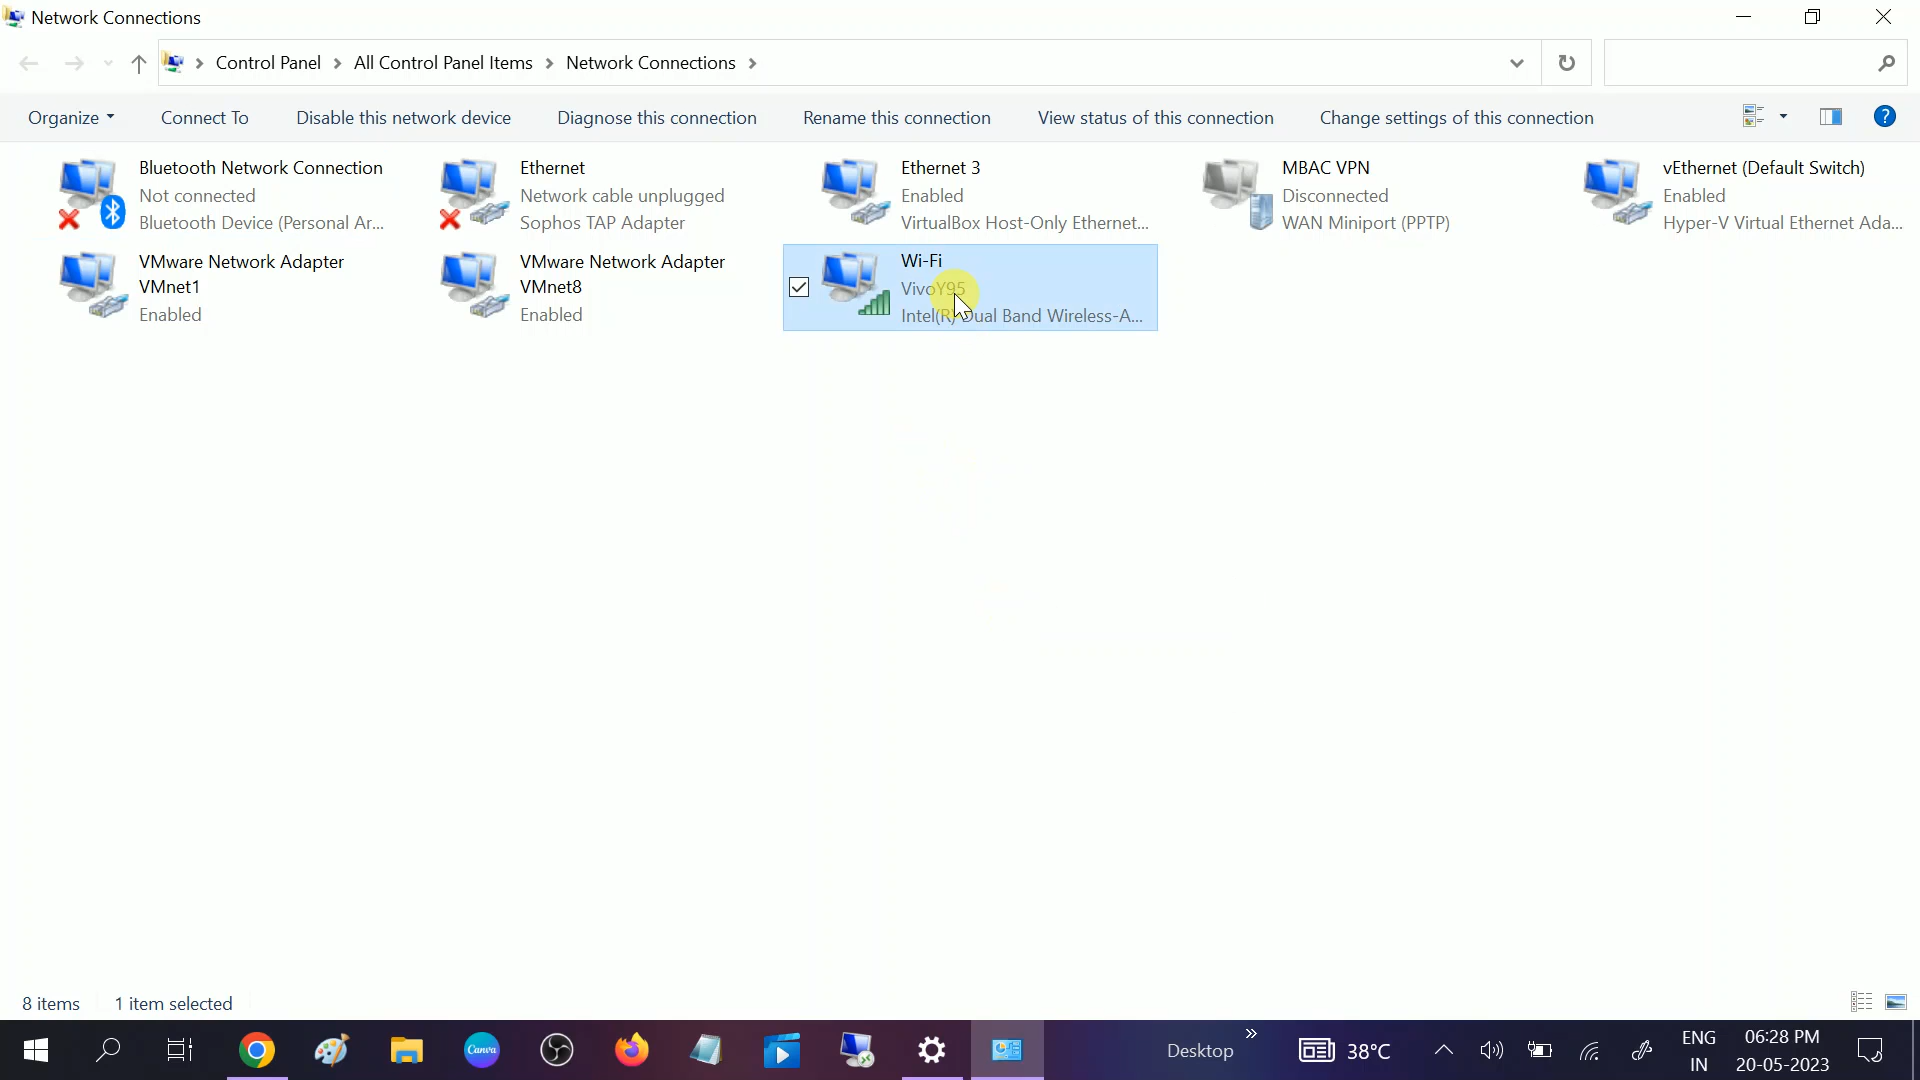 Network Connections
Control Panel > All Control Panel Items > Network Connections >
Organize Connect To Disable this network device Diagnose this connection Rename this connection View status of this connection Change settings of this connection
Bluetooth Network Connection
Not connected
Bluetooth Device (Personal Ar...
Ethernet
Network cable unplugged
Sophos TAP Adapter
Ethernet 3
Enabled
VirtualBox Host-Only Ethernet...
MBAC VPN
Disconnected
WAN Miniport (PPTP)
vEthernet (Default Switch)
Enabled
Hyper-V Virtual Ethernet Ada...
VMware Network Adapter
VMnet1
Enabled
VMware Network Adapter
VMnet8
Enabled
Wi-Fi
VivoY95
Intel(R) Dual Band Wireless-A...
8 items 1 item selected
Canva
Desktop
38°C
ENG
IN
06:28 PM
20-05-2023